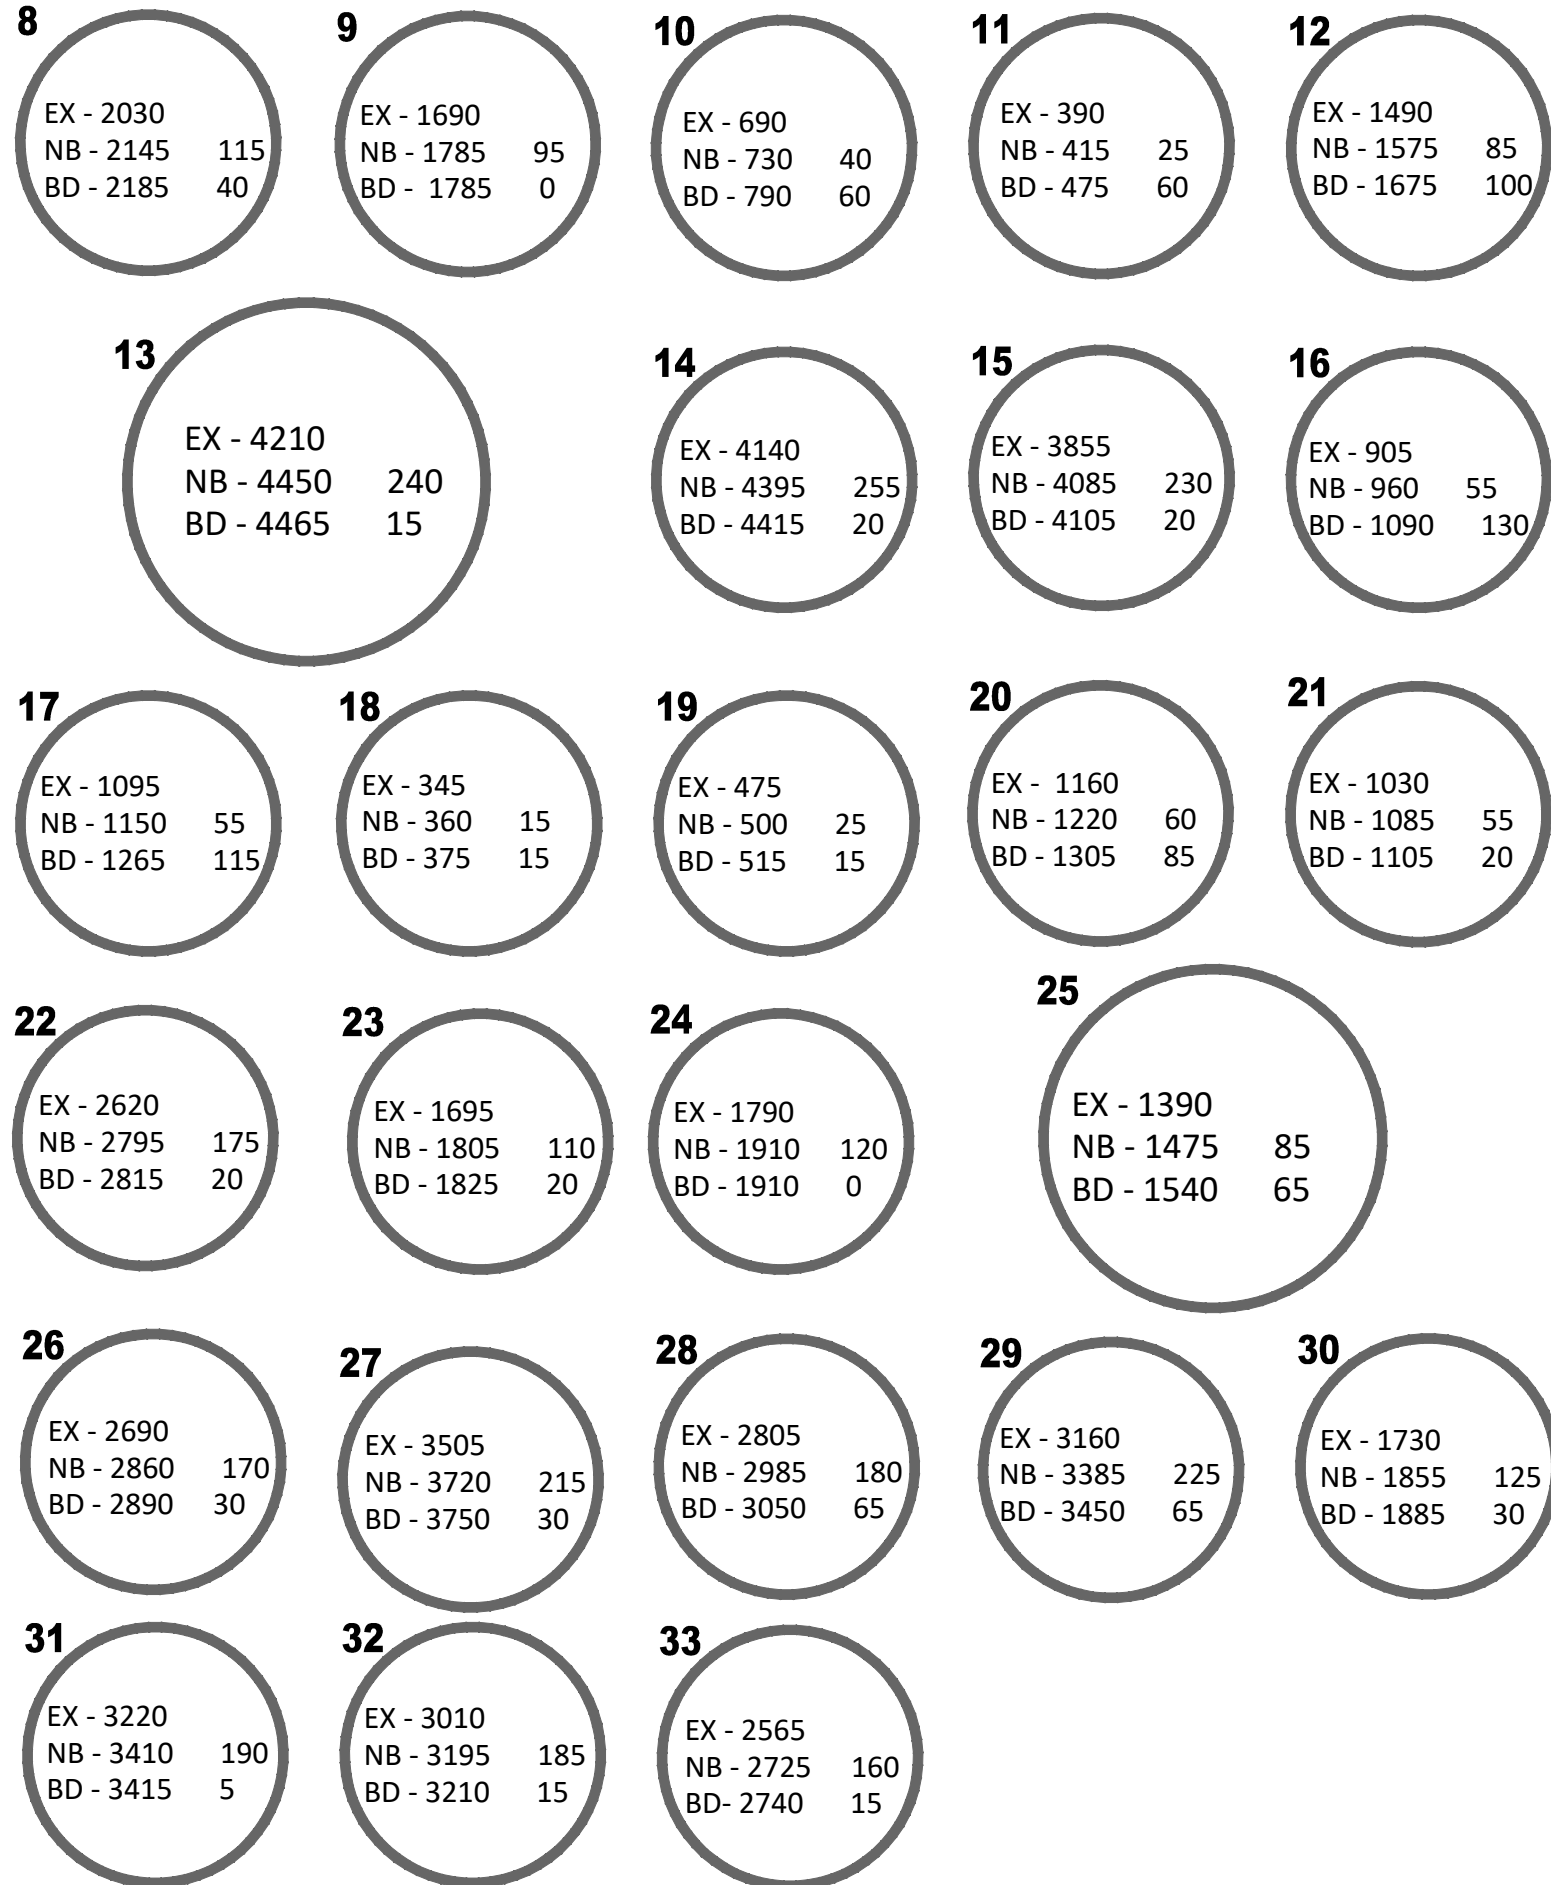 8
EX - 2030
NB - 2145 115
BD - 2185 40
9
EX - 1690
NB - 1785 95
BD - 1785 0
10
EX - 690
NB - 730 40
BD - 790 60
11
EX - 390
NB - 415 25
BD - 475 60
12
EX - 1490
NB - 1575 85
BD - 1675 100
13
EX - 4210
NB - 4450 240
BD - 4465 15
14
EX - 4140
NB - 4395 255
BD - 4415 20
15
EX - 3855
NB - 4085 230
BD - 4105 20
16
EX - 905
NB - 960 55
BD - 1090 130
17
EX - 1095
NB - 1150 55
BD - 1265 115
18
EX - 345
NB - 360 15
BD - 375 15
19
EX - 475
NB - 500 25
BD - 515 15
20
EX - 1160
NB - 1220 60
BD - 1305 85
21
EX - 1030
NB - 1085 55
BD - 1105 20
22
EX - 2620
NB - 2795 175
BD - 2815 20
23
EX - 1695
NB - 1805 110
BD - 1825 20
24
EX - 1790
NB - 1910 120
BD - 1910 0
25
EX - 1390
NB - 1475 85
BD - 1540 65
26
EX - 2690
NB - 2860 170
BD - 2890 30
27
EX - 3505
NB - 3720 215
BD - 3750 30
28
EX - 2805
NB - 2985 180
BD - 3050 65
29
EX - 3160
NB - 3385 225
BD - 3450 65
30
EX - 1730
NB - 1855 125
BD - 1885 30
31
EX - 3220
NB - 3410 190
BD - 3415 5
32
EX - 3010
NB - 3195 185
BD - 3210 15
33
EX - 2565
NB - 2725 160
BD- 2740 15